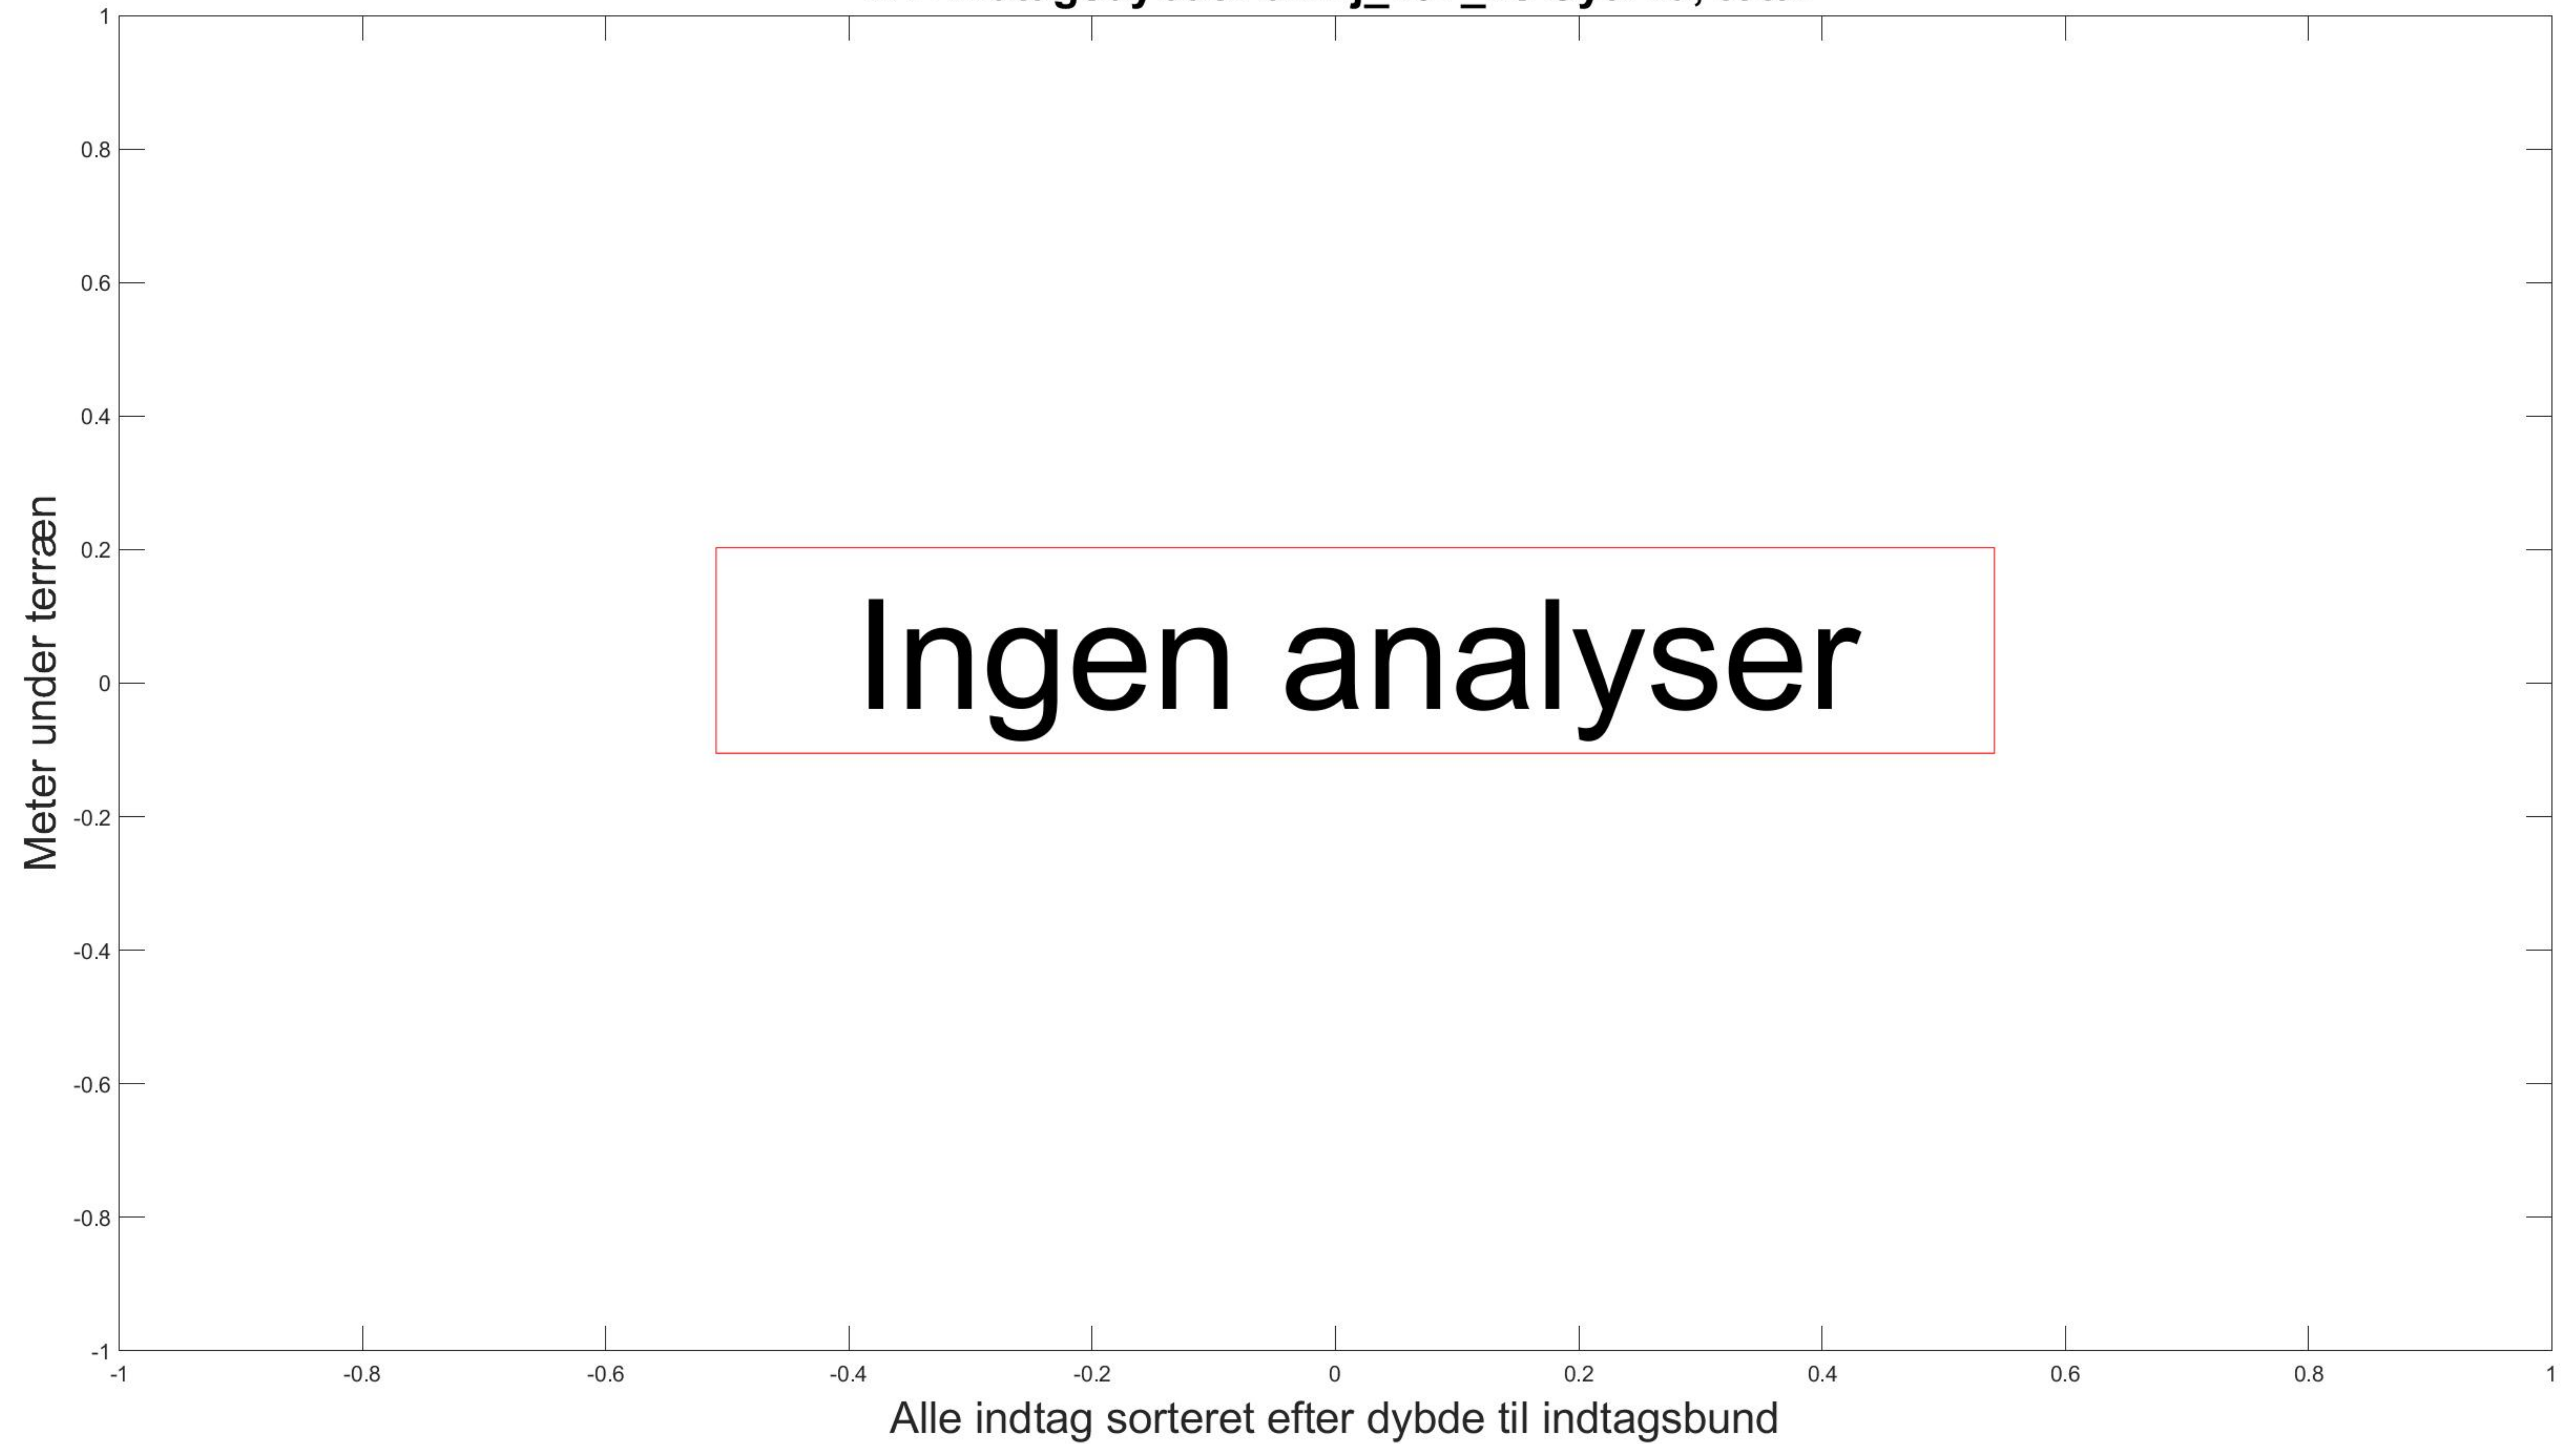 1
0.8
0.6
0.4
0.2
0
-0.2
-0.4
-0.6
-0.8
-1
Meter under terræn
Ingen analyser
-1 -0.8 -0.6 -0.4 -0.2 0 0.2 0.4 0.6 0.8 1
Alle indtag sorteret efter dybde til indtagsbund